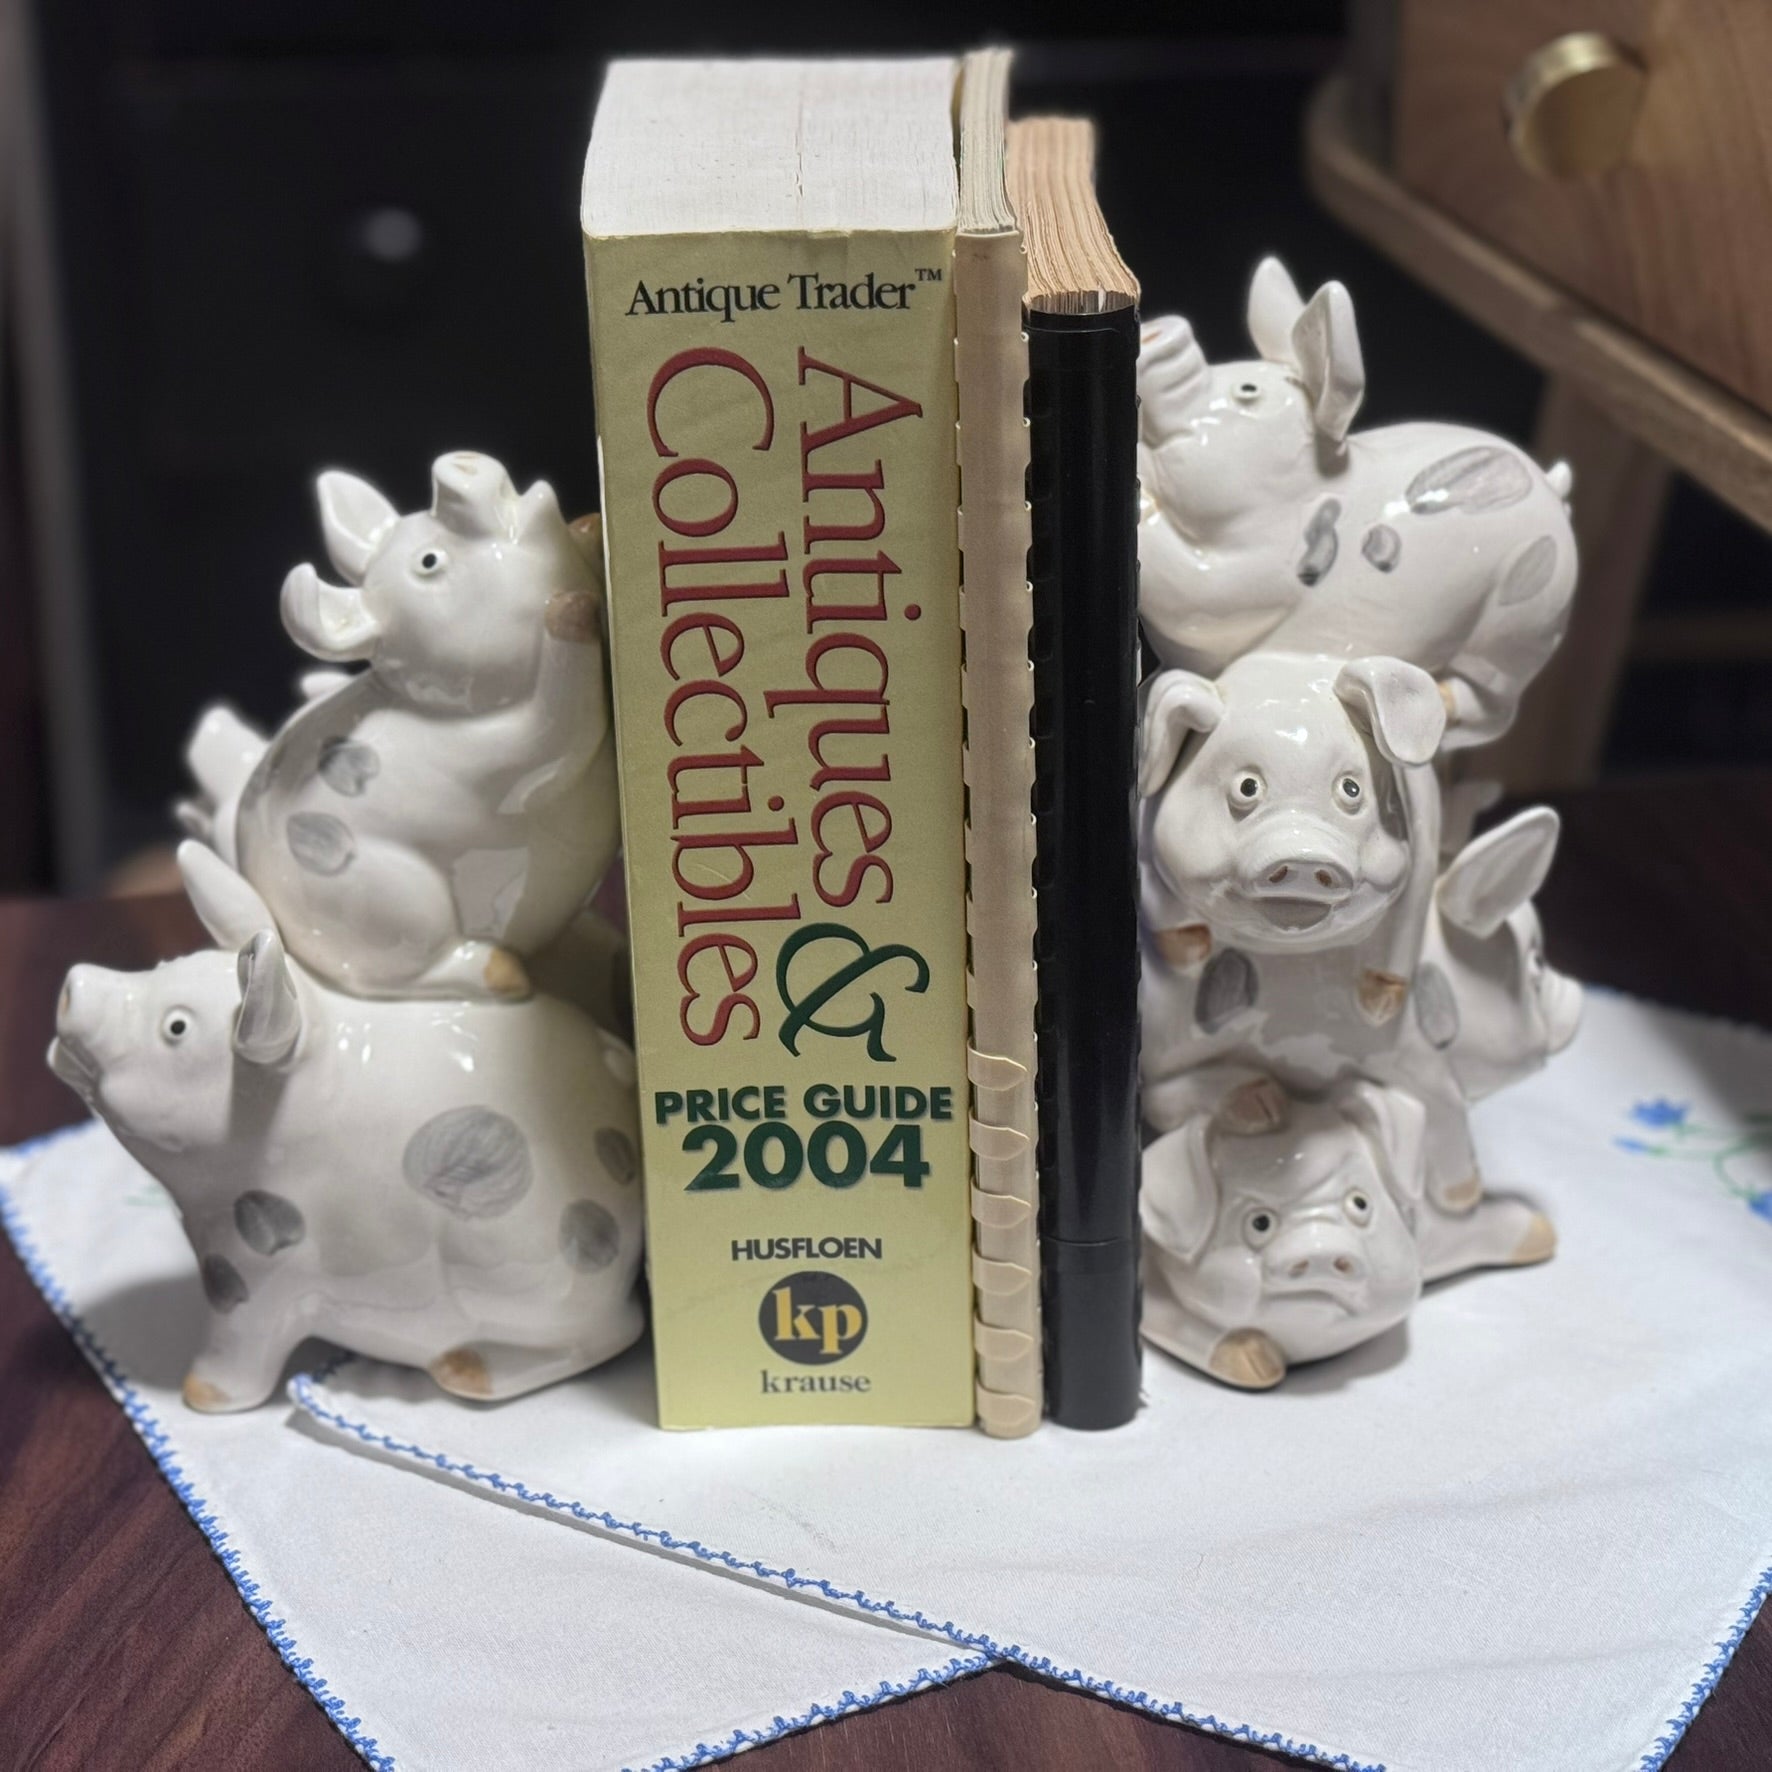 Antique Trader™
Antiques &
Collectibles
PRICE GUIDE
2004
HUSFLOEN
kp
krause